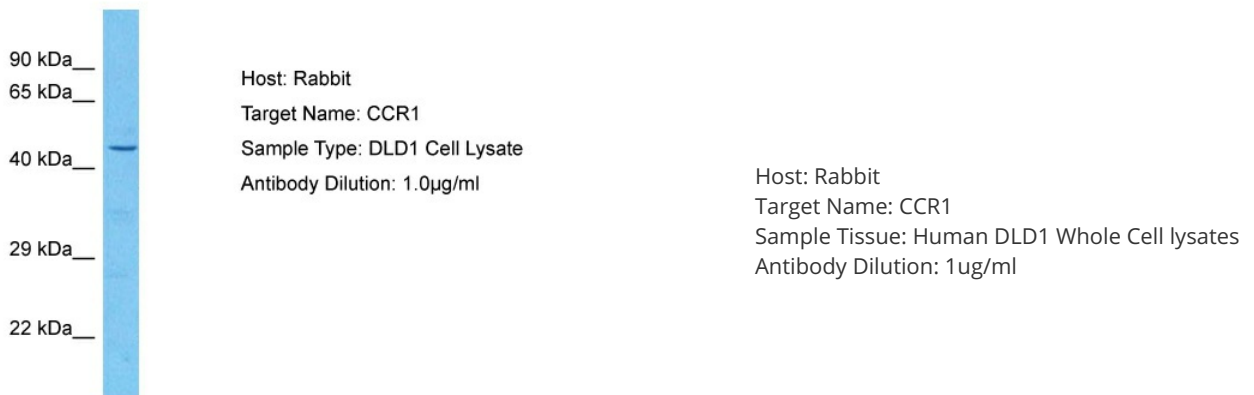 90 kDa__
65 kDa__
40 kDa__
29 kDa__
22 kDa__
Host: Rabbit
Target Name: CCR1
Sample Type: DLD1 Cell Lysate
Antibody Dilution: 1.0µg/ml
Host: Rabbit
Target Name: CCR1
Sample Tissue: Human DLD1 Whole Cell lysates
Antibody Dilution: 1ug/ml